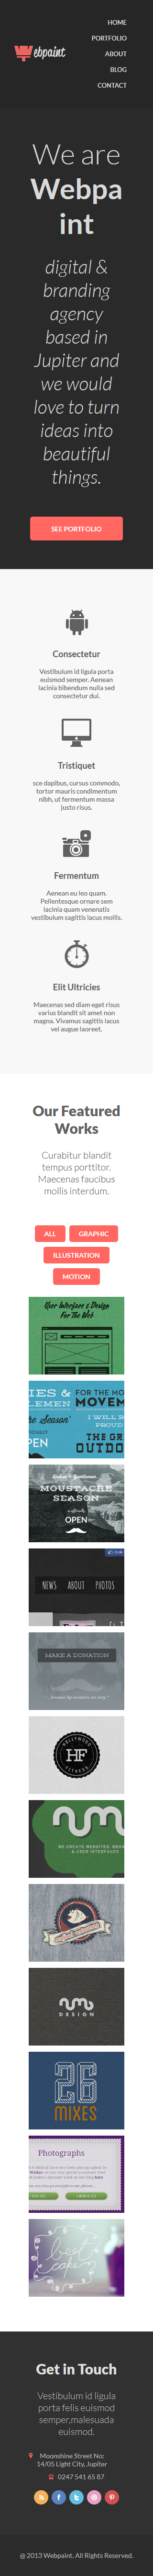 HOME
PORTFOLIO
ABOUT
BLOG
CONTACT
Webpaint
We are
Webpa
int
digital &
branding
agency
based in
Jupiter and
we would
love to turn
ideas into
beautiful
things.
SEE PORTFOLIO
Consectetur
Vestibulum id ligula porta
euismod semper. Aenean
lacinia bibendum nulla sed
consectetur dui.
Tristiquet
sce dapibus, cursus commodo,
tortor mauris condimentum
nibh, ut fermentum massa
justo risus.
Fermentum
Aenean eu leo quam.
Pellentesque ornare sem
lacinia quam venenatis
vestibulum sagittis lacus mollis.
Elit Ultricies
Maecenas sed diam eget risus
varius blandit sit amet non
magna. Vivamus sagittis lacus
vel augue laoreet.
Our Featured
Works
Curabitur blandit
tempus porttitor.
Maecenas faucibus
mollis interdum.
ALL
GRAPHIC
ILLUSTRATION
MOTION
User Interface & Design
For The Web
FOR THE
MOVEM
the Season'
I WILL BE
PROUD
OPEN
THE GR
OUTDOO
MOUSTACHE
SEASON
OPEN
NEWS ABOUT PHOTOS
MAKE A DONATION
HF
WE CREATE WEBSITES, BRAN
& USER INTERFACES
DESIGN
26
MIXES
Photographs
Get in Touch
Vestibulum id ligula
porta felis euismod
semper,malesuada
euismod.
Moonshine Street No:
14/05 Light City, Jupiter
0247 541 65 87
@ 2013 Webpaint. All Rights Reserved.